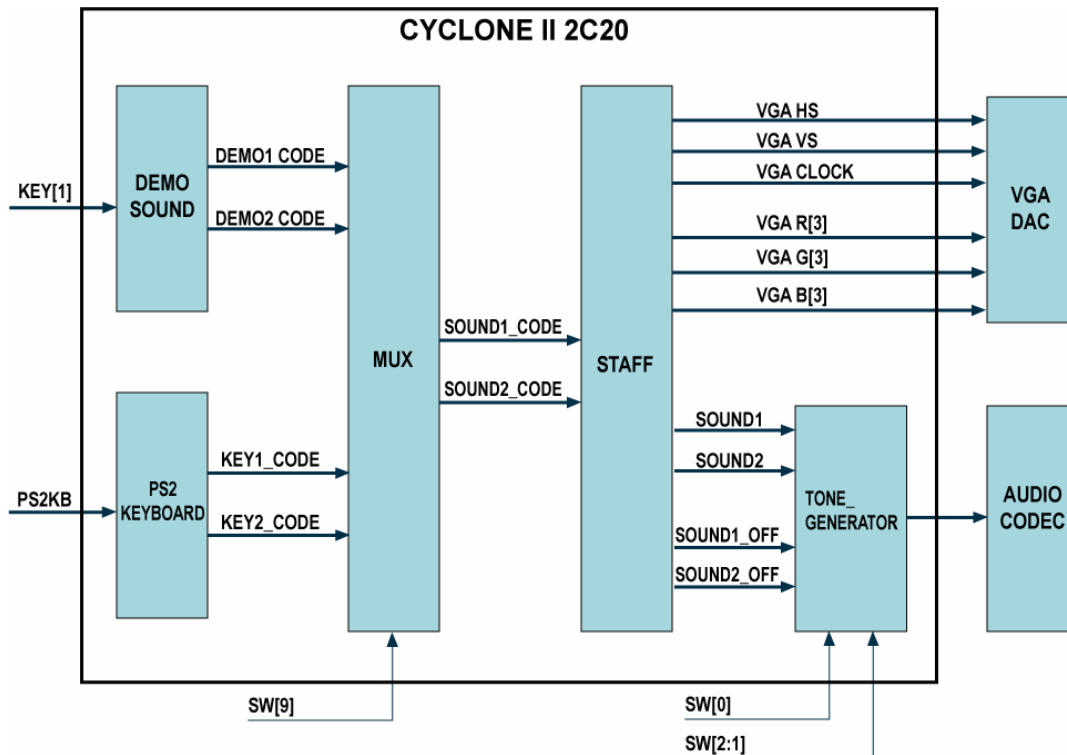 CYCLONE II 2C20
KEY[1]
DEMO
SOUND
DEMO1 CODE
DEMO2 CODE
PS2KB
PS2
KEYBOARD
KEY1_CODE
KEY2_CODE
MUX
SW[9]
SOUND1_CODE
SOUND2_CODE
STAFF
VGA HS
VGA VS
VGA CLOCK
VGA R[3]
VGA G[3]
VGA B[3]
VGA
DAC
SOUND1
SOUND2
SOUND1_OFF
SOUND2_OFF
TONE_
GENERATOR
AUDIO
CODEC
SW[0]
SW[2:1]